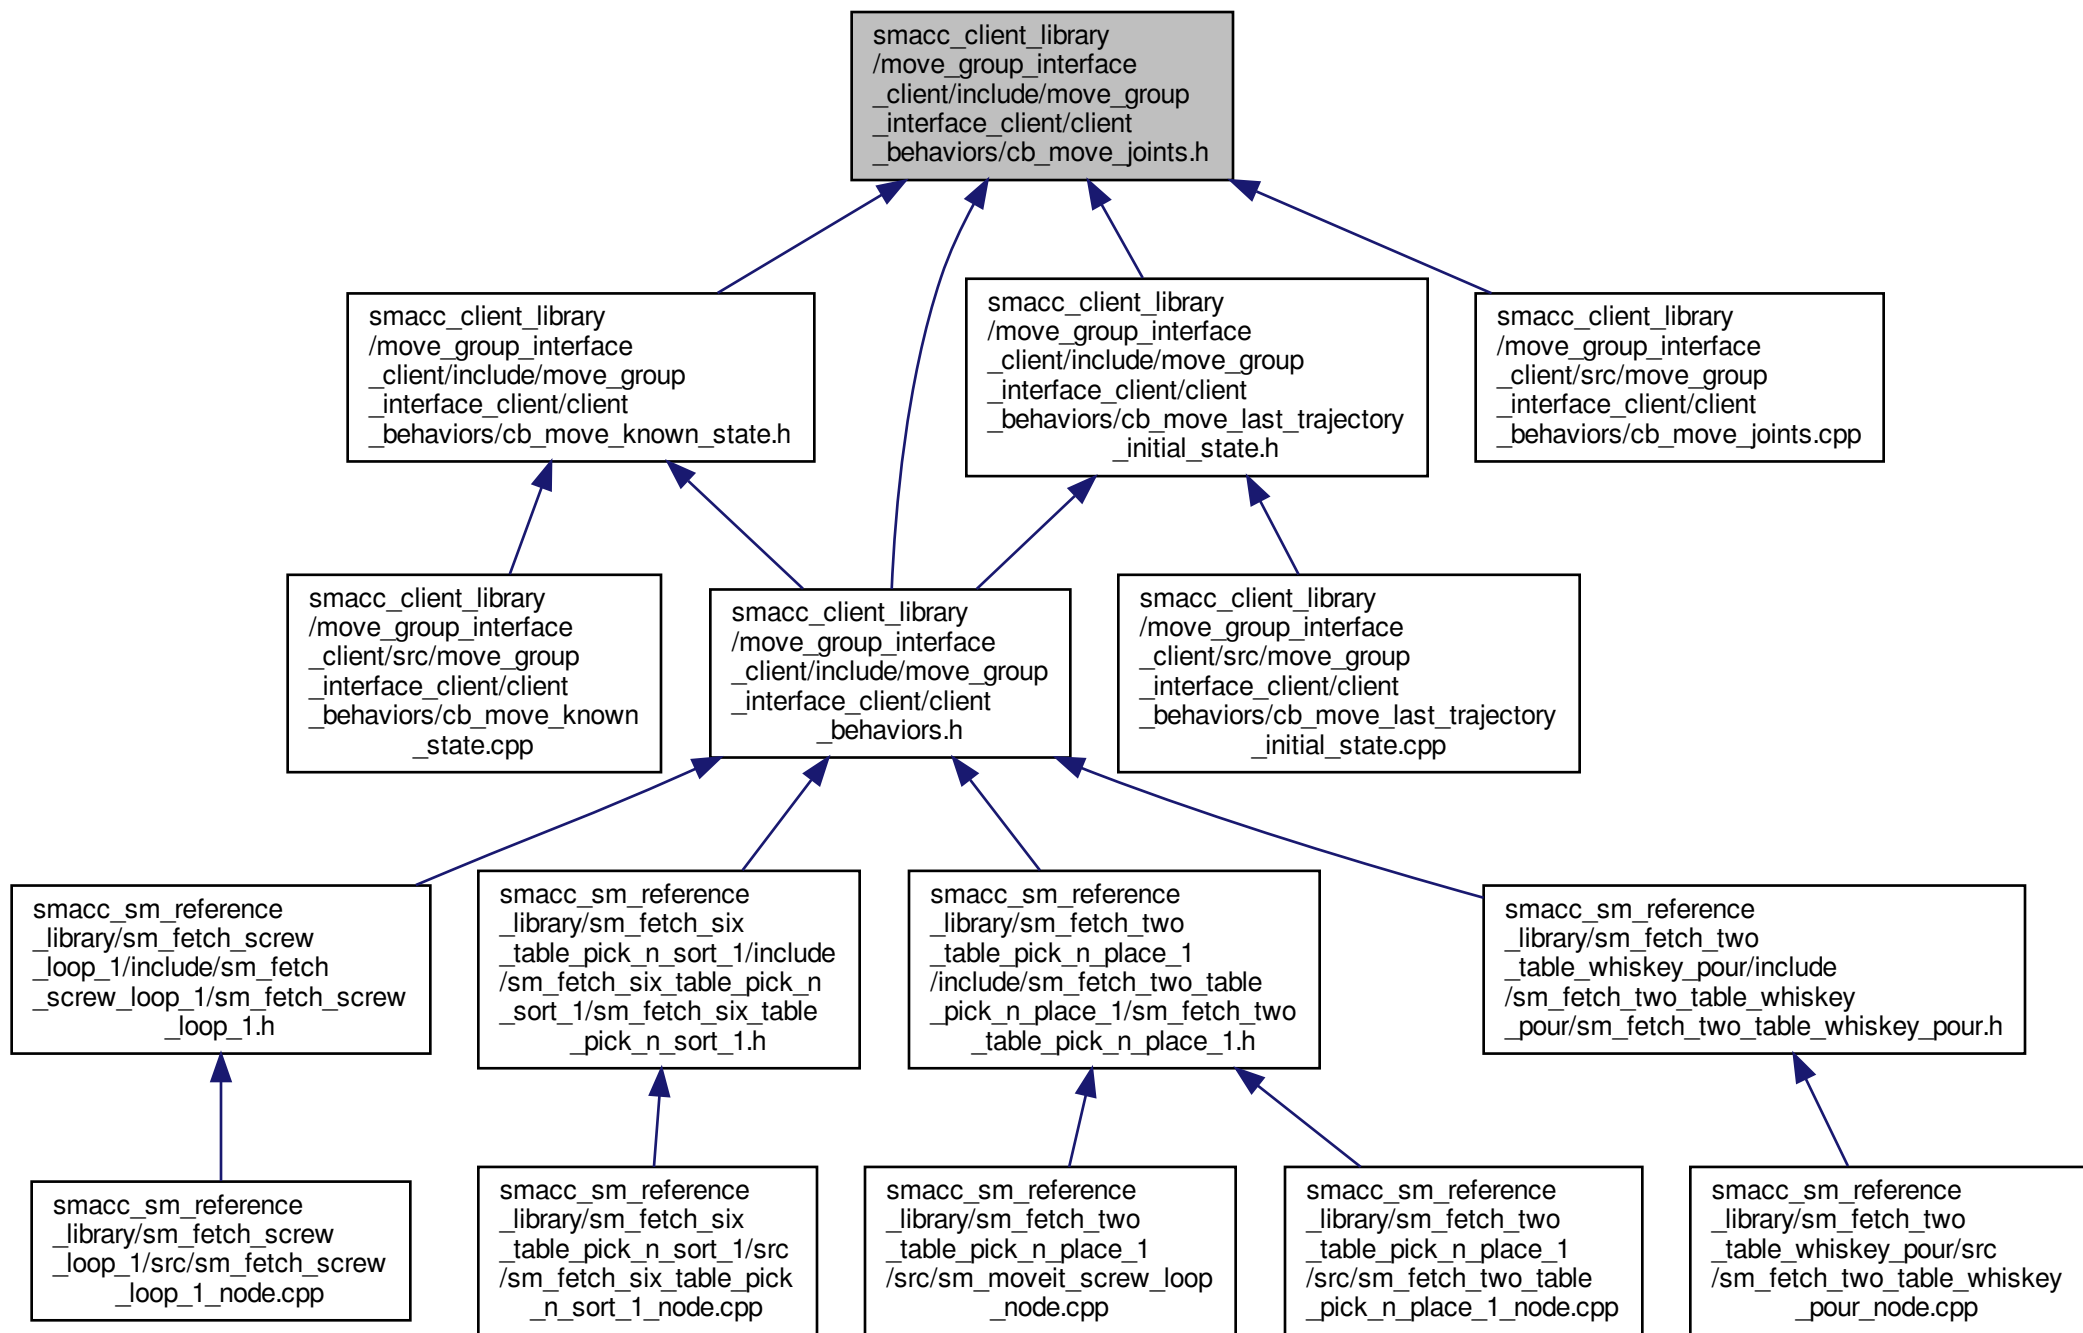 smacc_client_library
/move_group_interface
_client/include/move_group
_interface_client/client
_behaviors/cb_move_joints.h
smacc_client_library
/move_group_interface
_client/include/move_group
_interface_client/client
_behaviors/cb_move_known_state.h
smacc_client_library
/move_group_interface
_client/include/move_group
_interface_client/client
_behaviors/cb_move_last_trajectory
_initial_state.h
smacc_client_library
/move_group_interface
_client/src/move_group
_interface_client/client
_behaviors/cb_move_joints.cpp
smacc_client_library
/move_group_interface
_client/src/move_group
_interface_client/client
_behaviors/cb_move_known
_state.cpp
smacc_client_library
/move_group_interface
_client/include/move_group
_interface_client/client
_behaviors.h
smacc_client_library
/move_group_interface
_client/src/move_group
_interface_client/client
_behaviors/cb_move_last_trajectory
_initial_state.cpp
smacc_sm_reference
_library/sm_fetch_screw
_loop_1/include/sm_fetch
_screw_loop_1/sm_fetch_screw
_loop_1.h
smacc_sm_reference
_library/sm_fetch_six
_table_pick_n_sort_1/include
/sm_fetch_six_table_pick_n
_sort_1/sm_fetch_six_table
_pick_n_sort_1.h
smacc_sm_reference
_library/sm_fetch_two
_table_pick_n_place_1
/include/sm_fetch_two_table
_pick_n_place_1/sm_fetch_two
_table_pick_n_place_1.h
smacc_sm_reference
_library/sm_fetch_two
_table_whiskey_pour/include
/sm_fetch_two_table_whiskey
_pour/sm_fetch_two_table_whiskey_pour.h
smacc_sm_reference
_library/sm_fetch_screw
_loop_1/src/sm_fetch_screw
_loop_1_node.cpp
smacc_sm_reference
_library/sm_fetch_six
_table_pick_n_sort_1/src
/sm_fetch_six_table_pick
_n_sort_1_node.cpp
smacc_sm_reference
_library/sm_fetch_two
_table_pick_n_place_1
/src/sm_moveit_screw_loop
_node.cpp
smacc_sm_reference
_library/sm_fetch_two
_table_pick_n_place_1
/src/sm_fetch_two_table
_pick_n_place_1_node.cpp
smacc_sm_reference
_library/sm_fetch_two
_table_whiskey_pour/src
/sm_fetch_two_table_whiskey
_pour_node.cpp